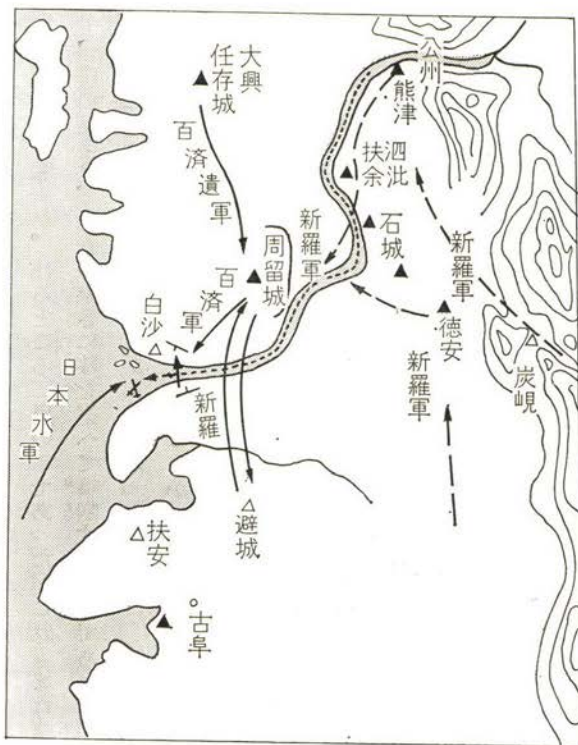 大興
任存城
百済遺軍
公州
熊津
泗沘
扶余
石城
新羅軍
新羅軍
徳安
炭峴
新羅軍
周留城
百済軍
白沙
新羅
日本水軍
避城
扶安
古阜